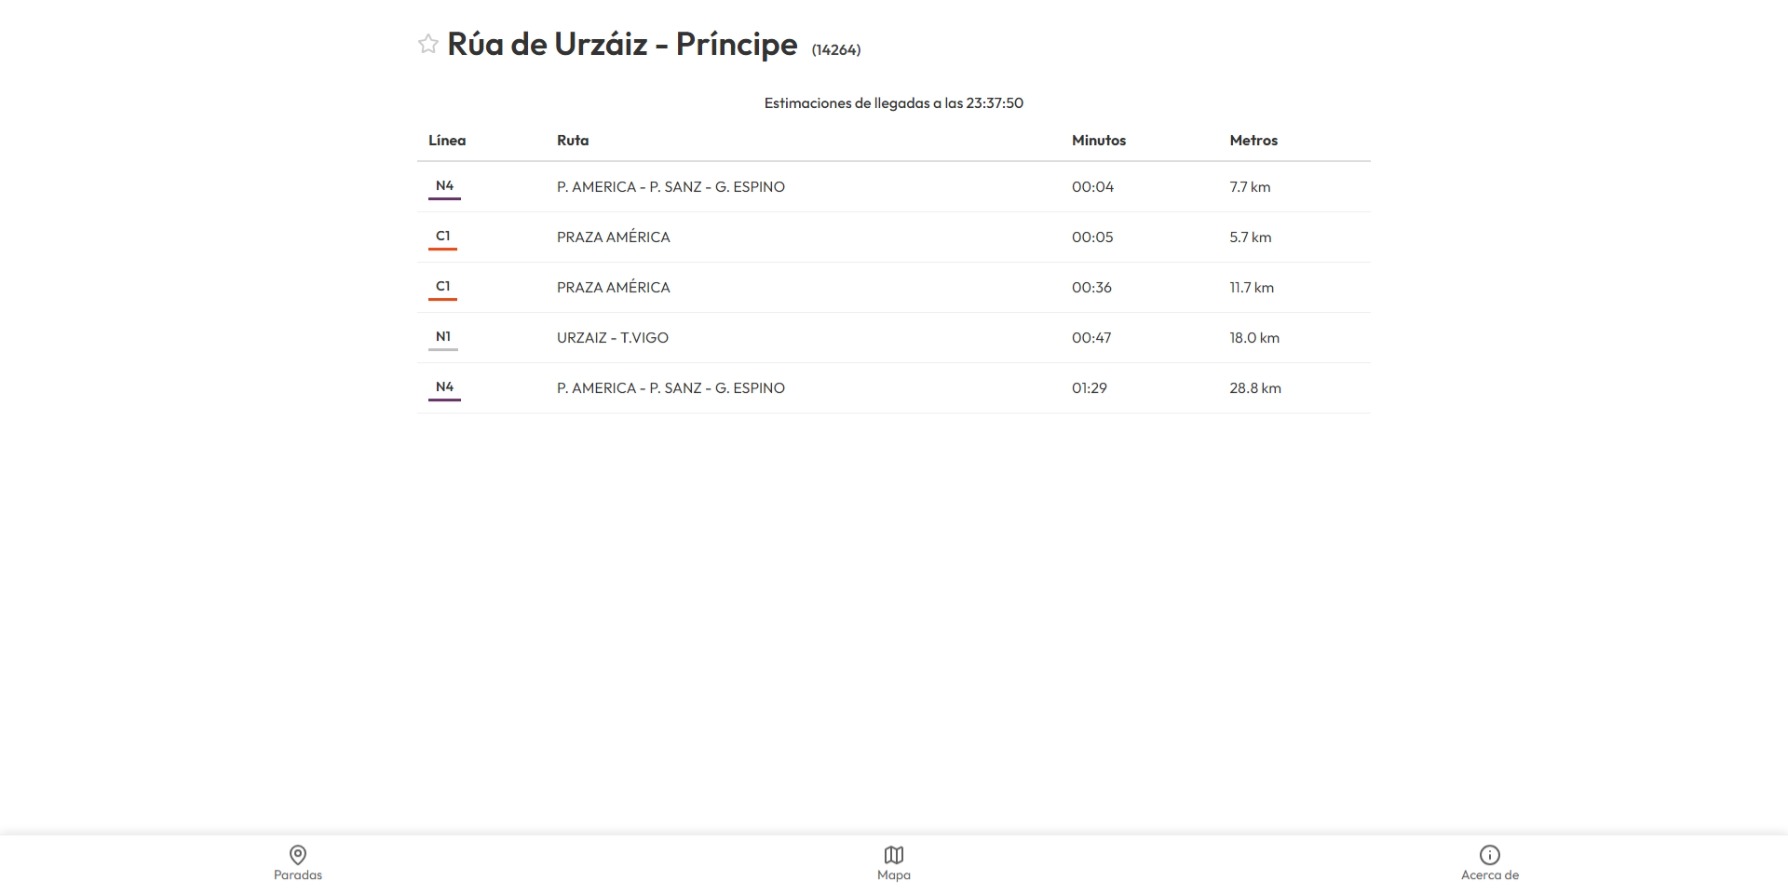 Rúa de Urzáiz - Príncipe (14264)
Estimaciones de llegadas a las 23:37:50
Línea Ruta Minutos Metros
N4 P. AMERICA - P. SANZ - G. ESPINO 00:04 7.7 km
C1 PRAZA AMÉRICA 00:05 5.7 km
C1 PRAZA AMÉRICA 00:36 11.7 km
N1 URZAIZ - T.VIGO 00:47 18.0 km
N4 P. AMERICA - P. SANZ - G. ESPINO 01:29 28.8 km
Paradas Mapa Acerca de